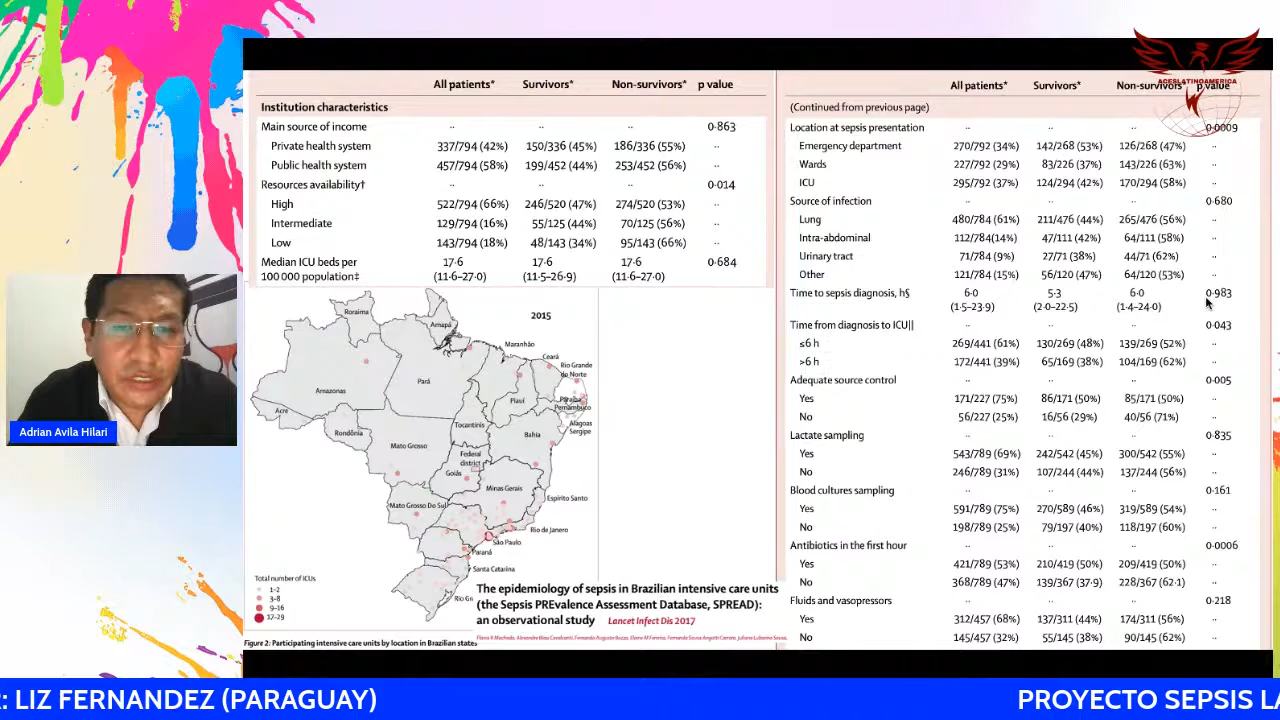 ACESLATINOAMERICA
All patients* Survivors* Non-survivors* p value
Institution characteristics
Main source of income ·· ·· ·· 0·863
Private health system 337/794 (42%) 150/336 (45%) 186/336 (55%) ··
Public health system 457/794 (58%) 199/452 (44%) 253/452 (56%) ··
Resources availability† ·· ·· ·· 0·014
High 522/794 (66%) 246/520 (47%) 274/520 (53%) ··
Intermediate 129/794 (16%) 55/125 (44%) 70/125 (56%) ··
Low 143/794 (18%) 48/143 (34%) 95/143 (66%) ··
Median ICU beds per 17·6 17·6 17·6 0·684
100 000 population‡ (11·6–27·0) (11·5–26·9) (11·6–27·0)
2015
Roraima
Amapá
Maranhão
Ceará
Rio Grande
do Norte
Amazonas
Pará
Piauí
Paraíba
Pernambuco
Acre
Alagoas
Sergipe
Tocantins
Rondônia
Bahia
Mato Grosso
Federal
district
Goiás
Minas Gerais
Espírito Santo
Mato Grosso Do Sul
Rio de Janeiro
São Paulo
Paraná
Santa Catarina
Rio Gr
Total number of ICUs
1–2
3–8
9–16
17–29
The epidemiology of sepsis in Brazilian intensive care units
(the Sepsis PREvalence Assessment Database, SPREAD):
an observational study Lancet Infect Dis 2017
Flavia R Machado, Alexandre Biasi Cavalcanti, Fernando Augusto Bozza, Elaine M Ferreira, Fernanda Sousa Angotti Carrara, Juliana Lubarino Sousa,
Figure 2: Participating intensive care units by location in Brazilian states
All patients* Survivors* Non-survivors* p value
(Continued from previous page)
Location at sepsis presentation ·· ·· ·· 0·0009
Emergency department 270/792 (34%) 142/268 (53%) 126/268 (47%) ··
Wards 227/792 (29%) 83/226 (37%) 143/226 (63%) ··
ICU 295/792 (37%) 124/294 (42%) 170/294 (58%) ··
Source of infection ·· ·· ·· 0·680
Lung 480/784 (61%) 211/476 (44%) 265/476 (56%) ··
Intra-abdominal 112/784(14%) 47/111 (42%) 64/111 (58%) ··
Urinary tract 71/784 (9%) 27/71 (38%) 44/71 (62%) ··
Other 121/784 (15%) 56/120 (47%) 64/120 (53%) ··
Time to sepsis diagnosis, h§ 6·0 5·3 6·0 0·983
(1·5–23·9) (2·0–22·5) (1·4–24·0)
Time from diagnosis to ICU|| ·· ·· ·· 0·043
≤6 h 269/441 (61%) 130/269 (48%) 139/269 (52%) ··
>6 h 172/441 (39%) 65/169 (38%) 104/169 (62%) ··
Adequate source control ·· ·· ·· 0·005
Yes 171/227 (75%) 86/171 (50%) 85/171 (50%) ··
No 56/227 (25%) 16/56 (29%) 40/56 (71%) ··
Lactate sampling ·· ·· ·· 0·835
Yes 543/789 (69%) 242/542 (45%) 300/542 (55%) ··
No 246/789 (31%) 107/244 (44%) 137/244 (56%) ··
Blood cultures sampling ·· ·· ·· 0·161
Yes 591/789 (75%) 270/589 (46%) 319/589 (54%) ··
No 198/789 (25%) 79/197 (40%) 118/197 (60%) ··
Antibiotics in the first hour ·· ·· ·· 0·0006
Yes 421/789 (53%) 210/419 (50%) 209/419 (50%) ··
No 368/789 (47%) 139/367 (37·9) 228/367 (62·1) ··
Fluids and vasopressors ·· ·· ·· 0·218
Yes 312/457 (68%) 137/311 (44%) 174/311 (56%) ··
No 145/457 (32%) 55/145 (38%) 90/145 (62%) ··
Adrian Avila Hilari
: LIZ FERNANDEZ (PARAGUAY)
PROYECTO SEPSIS LA